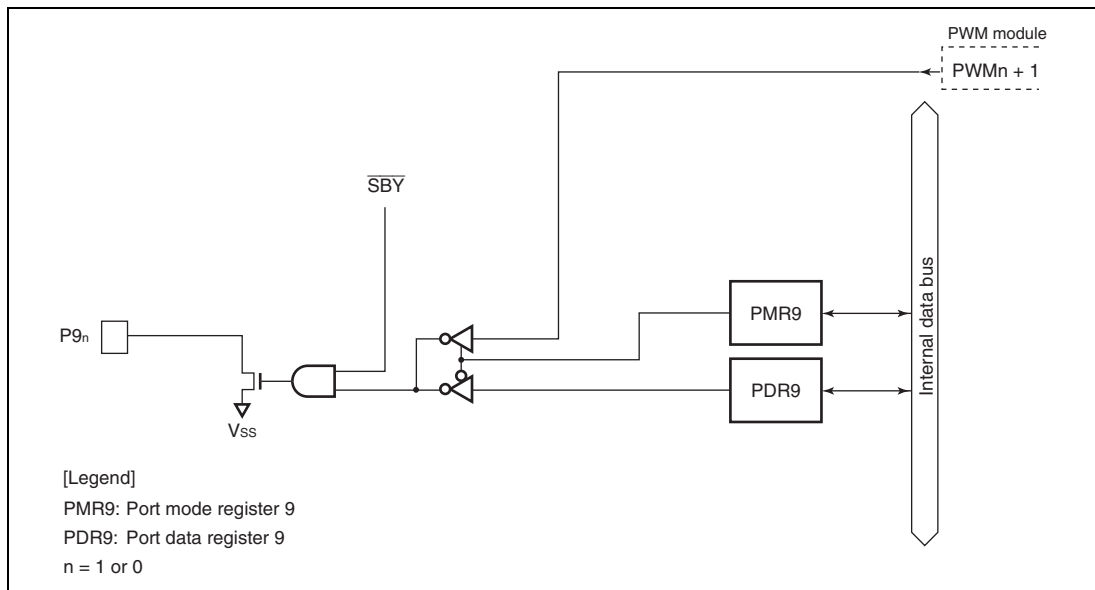 PWM module
PWMn + 1
SBY
Internal data bus
PMR9
P9n
PDR9
VSS
[Legend]
PMR9: Port mode register 9
PDR9: Port data register 9
n = 1 or 0